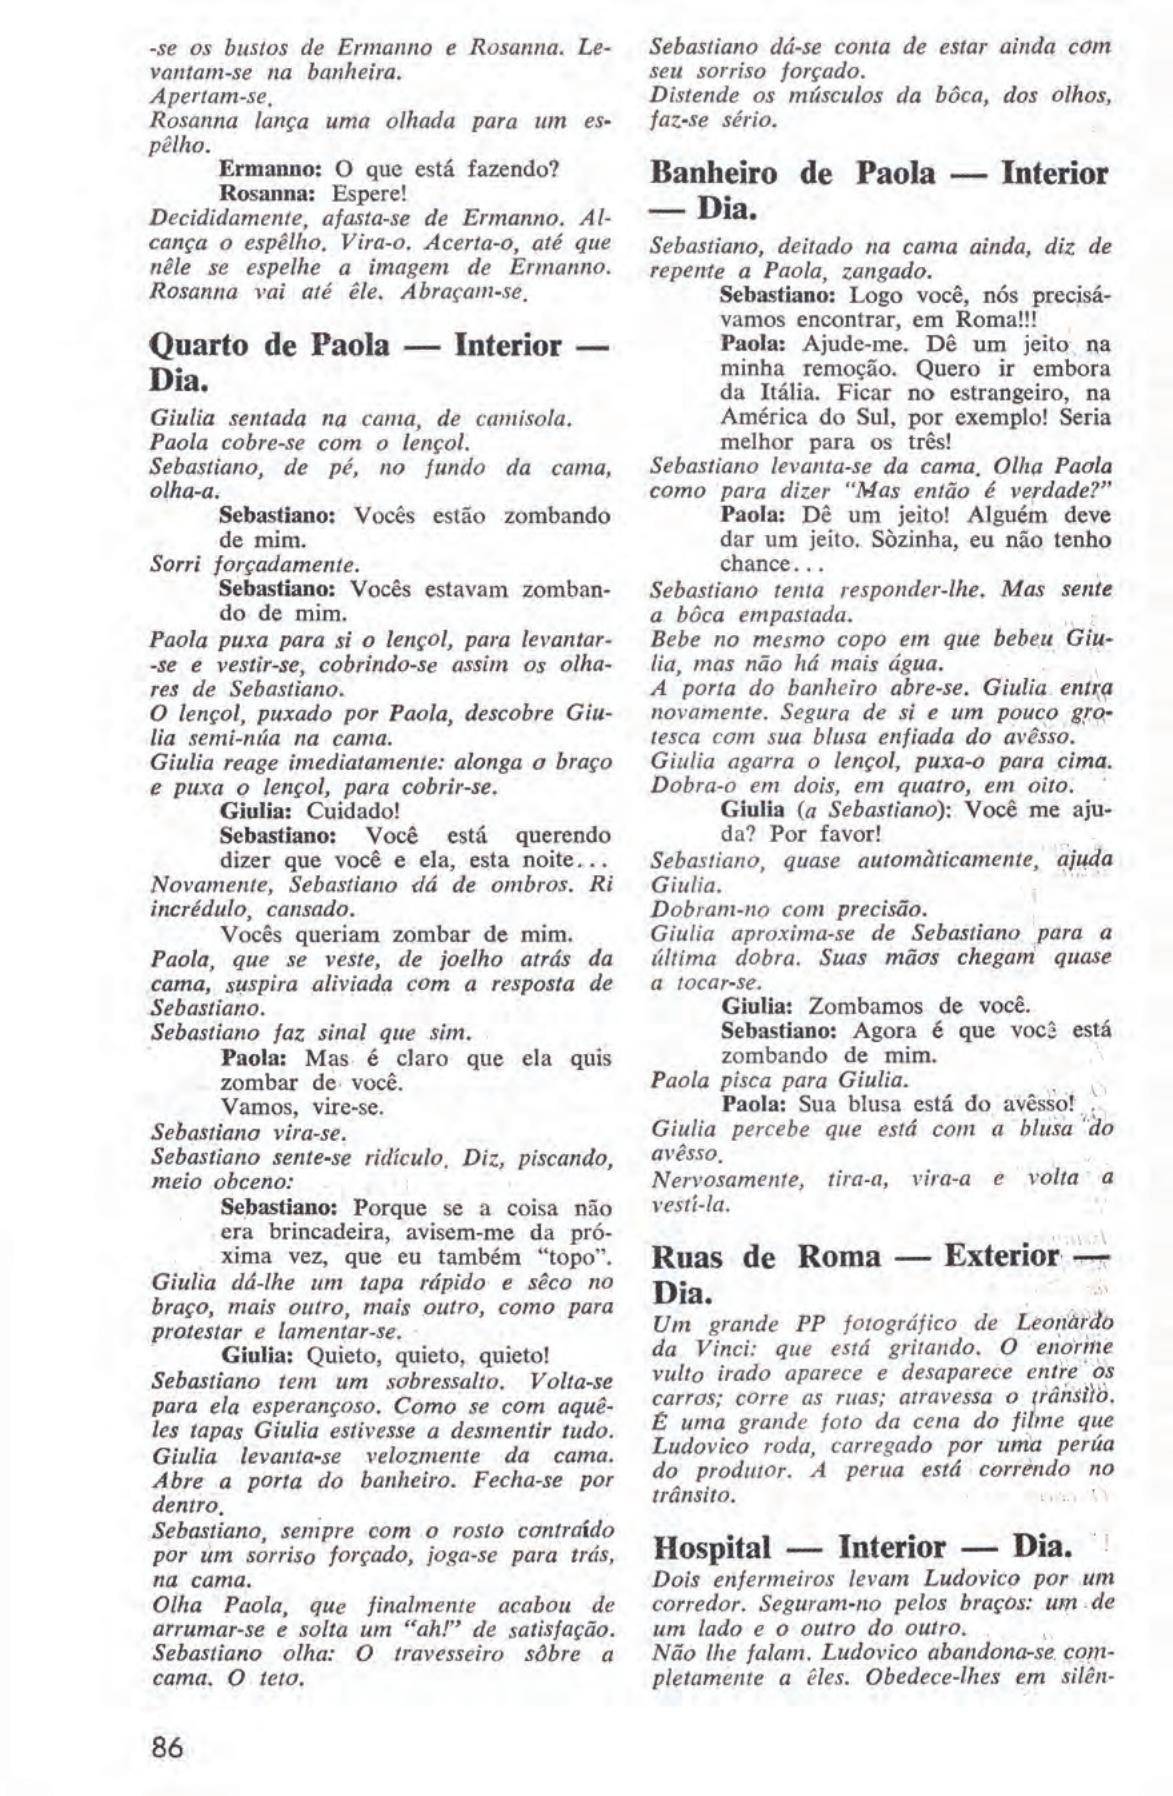 -se os bustos de Ermanno e Rosanna. Le-
vantam-se na banheira.
Apertam-se.
Rosanna lança uma olhada para um es-
pêlho.
Ermanno: O que está fazendo?
Rosanna: Espere!
Decididamente, afasta-se de Ermanno. Al-
cança o espêlho. Vira-o. Acerta-o, até que
nêle se espelhe a imagem de Ermanno.
Rosanna vai até êle. Abraçam-se.
Quarto de Paola — Interior —
Dia.
Giulia sentada na cama, de camisola.
Paola cobre-se com o lençol.
Sebastiano, de pé, no fundo da cama,
olha-a.
Sebastiano: Vocês estão zombando
de mim.
Sorri forçadamente.
Sebastiano: Vocês estavam zomban-
do de mim.
Paola puxa para si o lençol, para levantar-
-se e vestir-se, cobrindo-se assim os olha-
res de Sebastiano.
O lençol, puxado por Paola, descobre Giu-
lia semi-núa na cama.
Giulia reage imediatamente: alonga o braço
e puxa o lençol, para cobrir-se.
Giulia: Cuidado!
Sebastiano: Você está querendo
dizer que você e ela, esta noite...
Novamente, Sebastiano dá de ombros. Ri
incrédulo, cansado.
Vocês queriam zombar de mim.
Paola, que se veste, de joelho atrás da
cama, suspira aliviada com a resposta de
Sebastiano.
Sebastiano faz sinal que sim.
Paola: Mas é claro que ela quis
zombar de você.
Vamos, vire-se.
Sebastiano vira-se.
Sebastiano sente-se ridículo. Diz, piscando,
meio obceno:
Sebastiano: Porque se a coisa não
era brincadeira, avisem-me da pró-
xima vez, que eu também “topo”.
Giulia dá-lhe um tapa rápido e sêco no
braço, mais outro, mais outro, como para
protestar e lamentar-se.
Giulia: Quieto, quieto, quieto!
Sebastiano tem um sobressalto. Volta-se
para ela esperançoso. Como se com aquê-
les tapas Giulia estivesse a desmentir tudo.
Giulia levanta-se velozmente da cama.
Abre a porta do banheiro. Fecha-se por
dentro.
Sebastiano, sempre com o rosto contraído
por um sorriso forçado, joga-se para trás,
na cama.
Olha Paola, que finalmente acabou de
arrumar-se e solta um “ah!” de satisfação.
Sebastiano olha: O travesseiro sôbre a
cama. O teto.
Sebastiano dá-se conta de estar ainda com
seu sorriso forçado.
Distende os músculos da bôca, dos olhos,
faz-se sério.
Banheiro de Paola — Interior
— Dia.
Sebastiano, deitado na cama ainda, diz de
repente a Paola, zangado.
Sebastiano: Logo você, nós precisá-
vamos encontrar, em Roma!!!
Paola: Ajude-me. Dê um jeito na
minha remoção. Quero ir embora
da Itália. Ficar no estrangeiro, na
América do Sul, por exemplo! Seria
melhor para os três!
Sebastiano levanta-se da cama. Olha Paola
como para dizer “Mas então é verdade?”
Paola: Dê um jeito! Alguém deve
dar um jeito. Sòzinha, eu não tenho
chance...
Sebastiano tenta responder-lhe. Mas sente
a bôca empastada.
Bebe no mesmo copo em que bebeu Giu-
lia, mas não há mais água.
A porta do banheiro abre-se. Giulia entra
novamente. Segura de si e um pouco gro-
tesca com sua blusa enfiada do avêsso.
Giulia agarra o lençol, puxa-o para cima.
Dobra-o em dois, em quatro, em oito.
Giulia (a Sebastiano): Você me aju-
da? Por favor!
Sebastiano, quase automàticamente, ajuda
Giulia.
Dobram-no com precisão.
Giulia aproxima-se de Sebastiano para a
última dobra. Suas mãos chegam quase
a tocar-se.
Giulia: Zombamos de você.
Sebastiano: Agora é que você está
zombando de mim.
Paola pisca para Giulia.
Paola: Sua blusa está do avêsso!
Giulia percebe que está com a blusa do
avêsso.
Nervosamente, tira-a, vira-a e volta a
vestí-la.
Ruas de Roma — Exterior —
Dia.
Um grande PP fotográfico de Leonardo
da Vinci: que está gritando. O enorme
vulto irado aparece e desaparece entre os
carros; corre as ruas; atravessa o trânsito.
É uma grande foto da cena do filme que
Ludovico roda, carregado por uma perúa
do produtor. A perua está correndo no
trânsito.
Hospital — Interior — Dia.
Dois enfermeiros levam Ludovico por um
corredor. Seguram-no pelos braços: um de
um lado e o outro do outro.
Não lhe falam. Ludovico abandona-se com-
pletamente a êles. Obedece-lhes em silên-
86